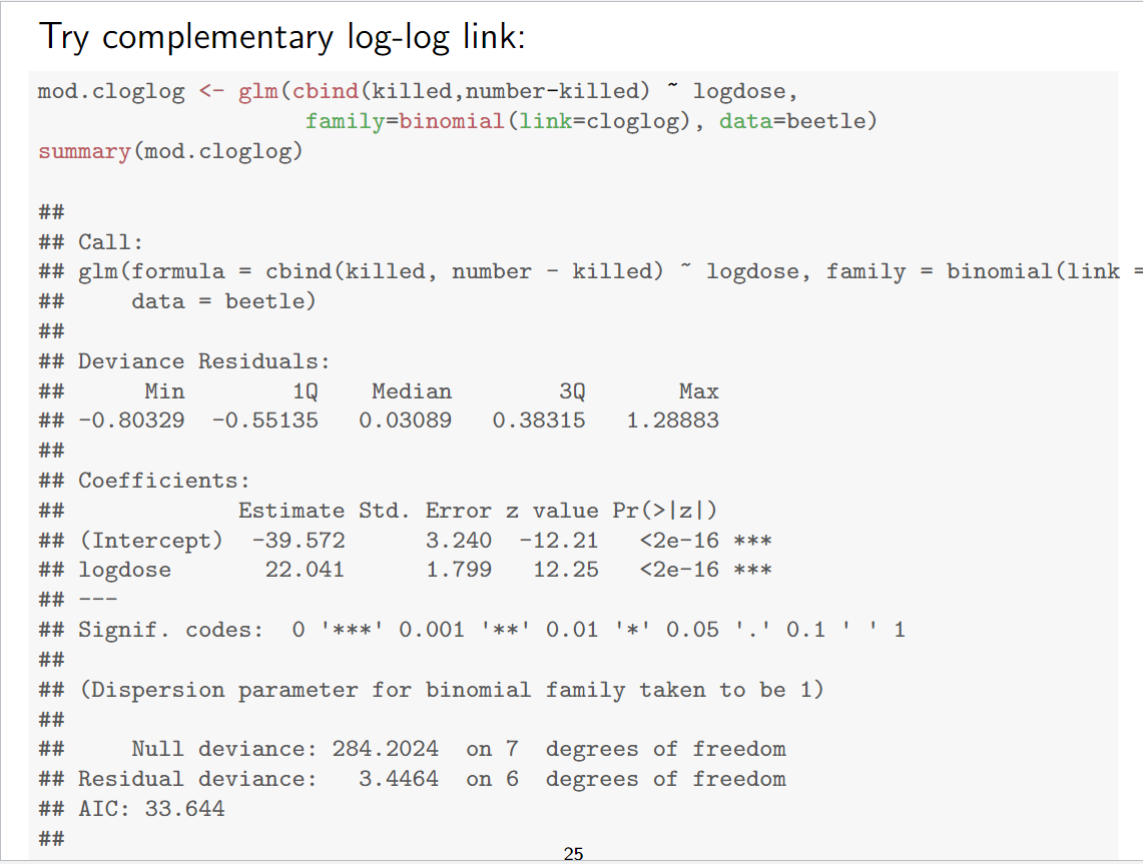 Try complementary log-log link:
mod.cloglog <- glm(cbind(killed,number-killed) ~ logdose,
                    family=binomial(link=cloglog), data=beetle)
summary(mod.cloglog)
##
## Call:
## glm(formula = cbind(killed, number - killed) ~ logdose, family = binomial(link =
##     data = beetle)
##
## Deviance Residuals:
##      Min        1Q    Median        3Q       Max
## -0.80329  -0.55135   0.03089   0.38315   1.28883
##
## Coefficients:
##             Estimate Std. Error z value Pr(>|z|)
## (Intercept)  -39.572      3.240  -12.21   <2e-16 ***
## logdose       22.041      1.799   12.25   <2e-16 ***
## ---
## Signif. codes:  0 '***' 0.001 '**' 0.01 '*' 0.05 '.' 0.1 ' ' 1
##
## (Dispersion parameter for binomial family taken to be 1)
##
##     Null deviance: 284.2024  on 7  degrees of freedom
## Residual deviance:   3.4464  on 6  degrees of freedom
## AIC: 33.644
##
25